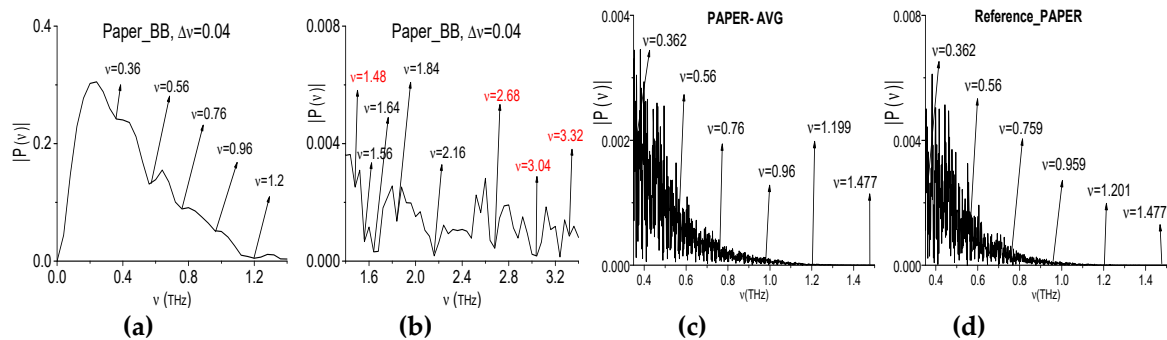 Paper_BB, Δν=0.04
ν=0.36
ν=0.56
ν=0.76
ν=0.96
ν=1.2
|P(ν)|
0.4
0.2
0.0
0.0 0.4 0.8 1.2
ν (THz)
(a)
Paper_BB, Δν=0.04
ν=1.48
ν=1.84
ν=1.64
ν=1.56
ν=2.16
ν=2.68
ν=3.04
ν=3.32
|P(ν)|
0.008
0.004
0.000
1.6 2.1 2.6 3.0 3.4
ν (THz)
(b)
PAPER- AVG
ν=0.362
ν=0.56
ν=0.76
ν=0.96
ν=1.199
ν=1.477
|P(ν)|
0.004
0.002
0.000
0.4 0.6 0.8 1.0 1.2 1.4
ν(THz)
(c)
Reference_PAPER
ν=0.362
ν=0.56
ν=0.759
ν=0.959
ν=1.201
ν=1.477
|P(ν)|
0.008
0.004
0.000
0.4 0.6 0.8 1.0 1.2 1.4
ν(THz)
(d)